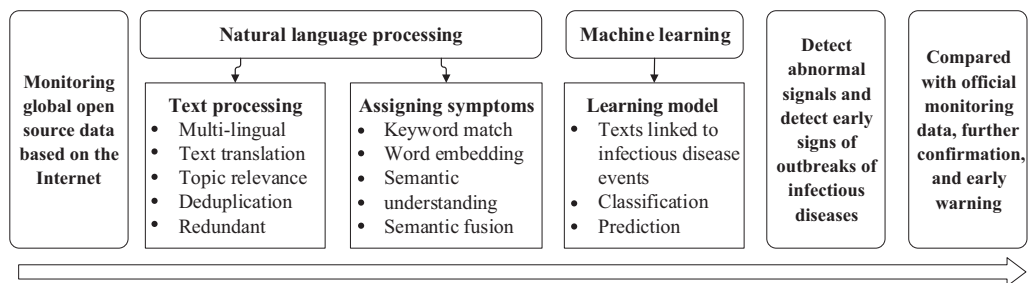 Monitoring
global open
source data
based on the
Internet
Natural language processing
Text processing
• Multi-lingual
• Text translation
• Topic relevance
• Deduplication
• Redundant
Assigning symptoms
• Keyword match
• Word embedding
• Semantic
• understanding
• Semantic fusion
Machine learning
Learning model
• Texts linked to
infectious disease
events
• Classification
• Prediction
Detect
abnormal
signals and
detect early
signs of
outbreaks of
infectious
diseases
Compared
with official
monitoring
data, further
confirmation,
and early
warning